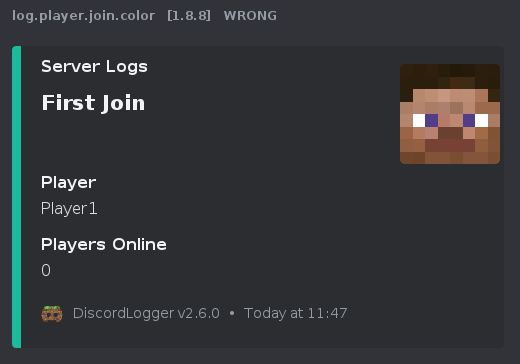 log.player.join.color [1.8.8] WRONG
Server Logs
First Join
Player
Player1
Players Online
0
DiscordLogger v2.6.0 • Today at 11:47